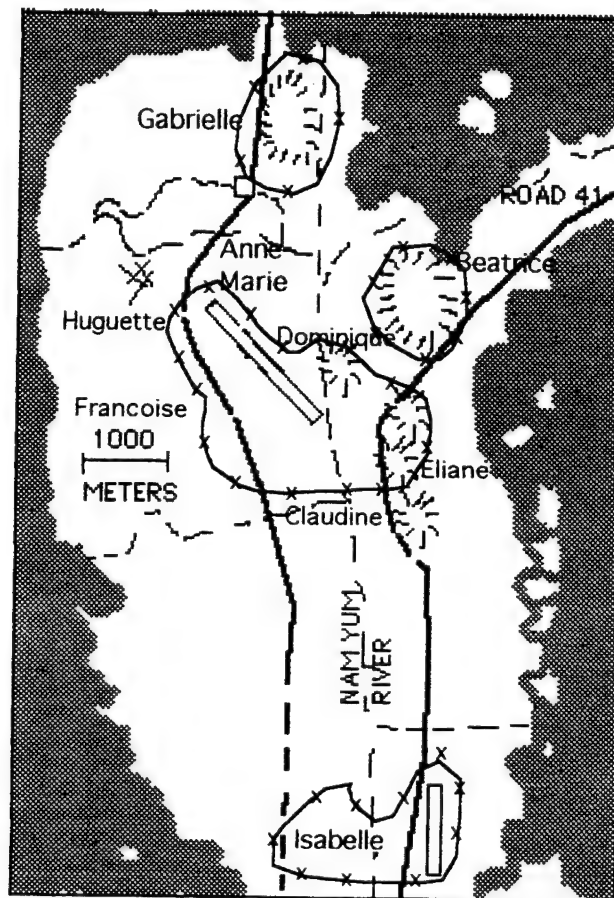 Gabrielle
ROAD 41
Anne
Marie
Beatrice
Huguette
Dominique
Francoise
1000
METERS
Eliane
Claudine
NAM YUM
RIVER
Isabelle